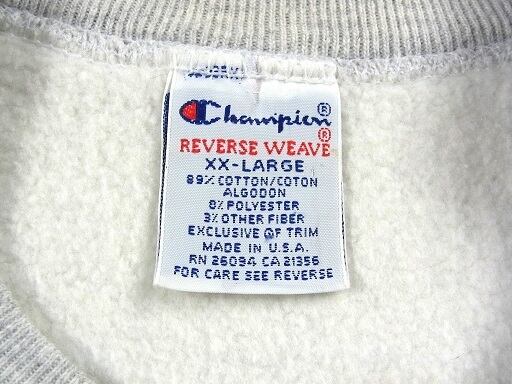 Champion®
®
REVERSE WEAVE
XX-LARGE
89% COTTON/COTON
ALGODON
8% POLYESTER
3% OTHER FIBER
EXCLUSIVE OF TRIM
MADE IN U.S.A.
RN 26094 CA 21356
FOR CARE SEE REVERSE